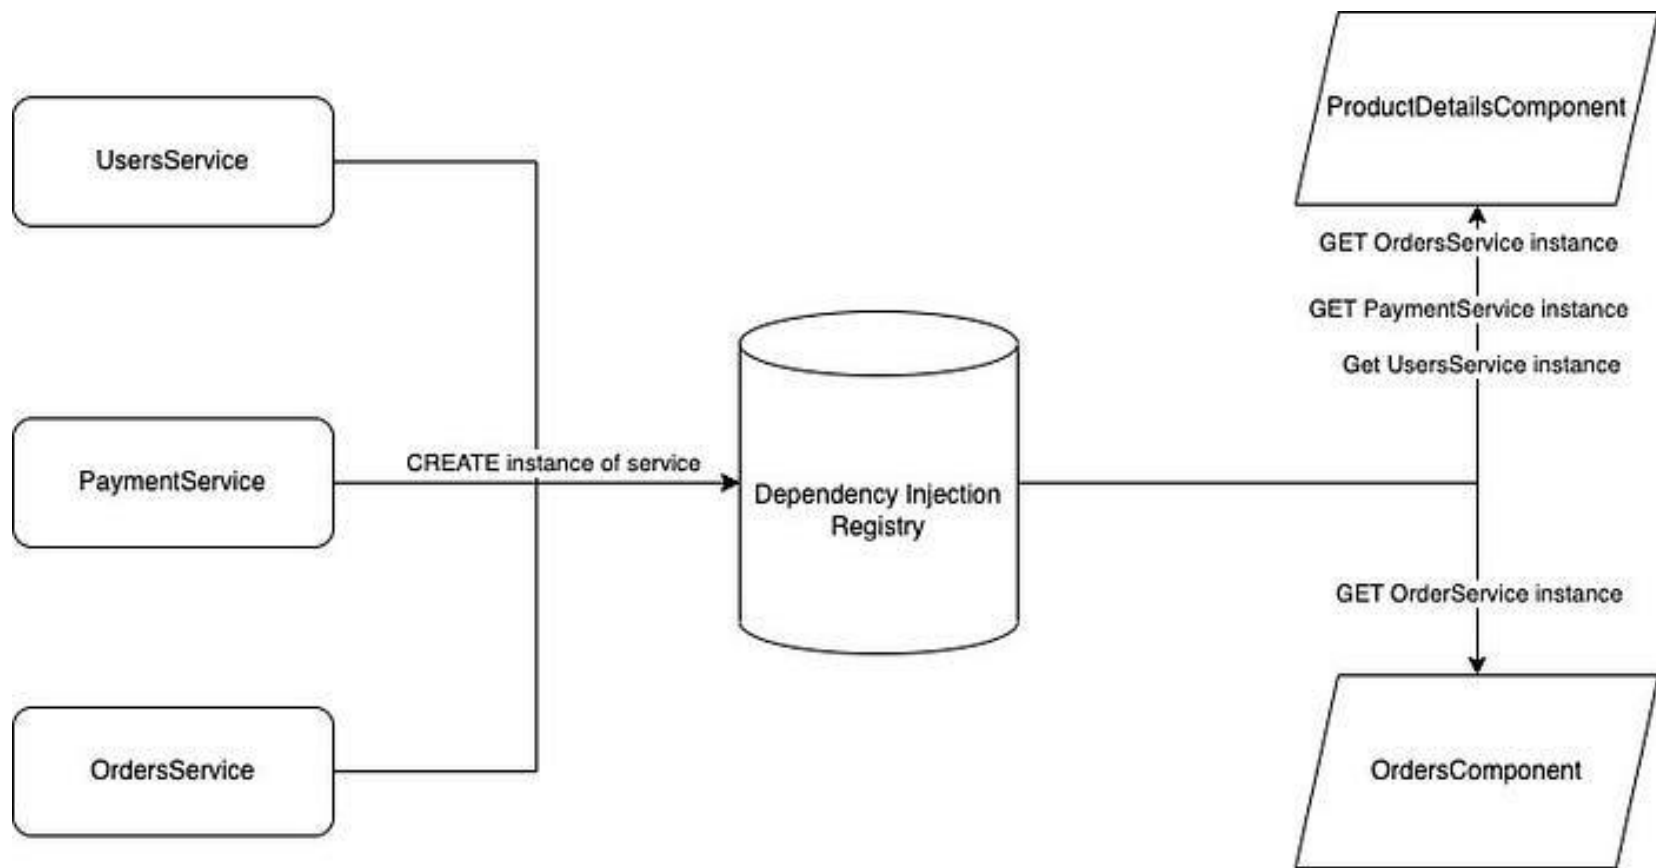 ProductDetailsComponent
UsersService
GET OrdersService instance
GET PaymentService instance
Get UsersService instance
CREATE instance of service
PaymentService
Dependency Injection
Registry
GET OrderService instance
OrdersService
OrdersComponent